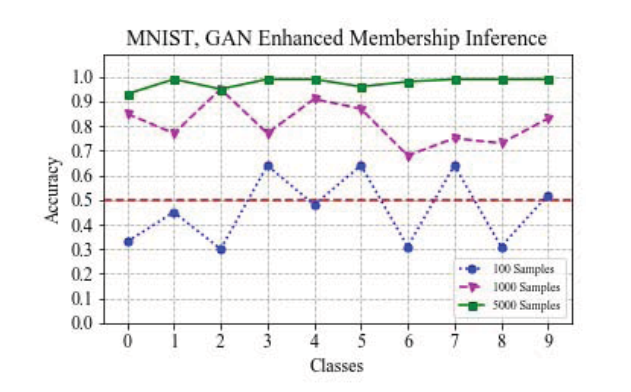 MNIST, GAN Enhanced Membership Inference
1.0
0.9
0.8
0.7
0.6
0.5
0.4
0.3
0.2
0.1
0.0
Accuracy
100 Samples
1000 Samples
5000 Samples
0 1 2 3 4 5 6 7 8 9
Classes